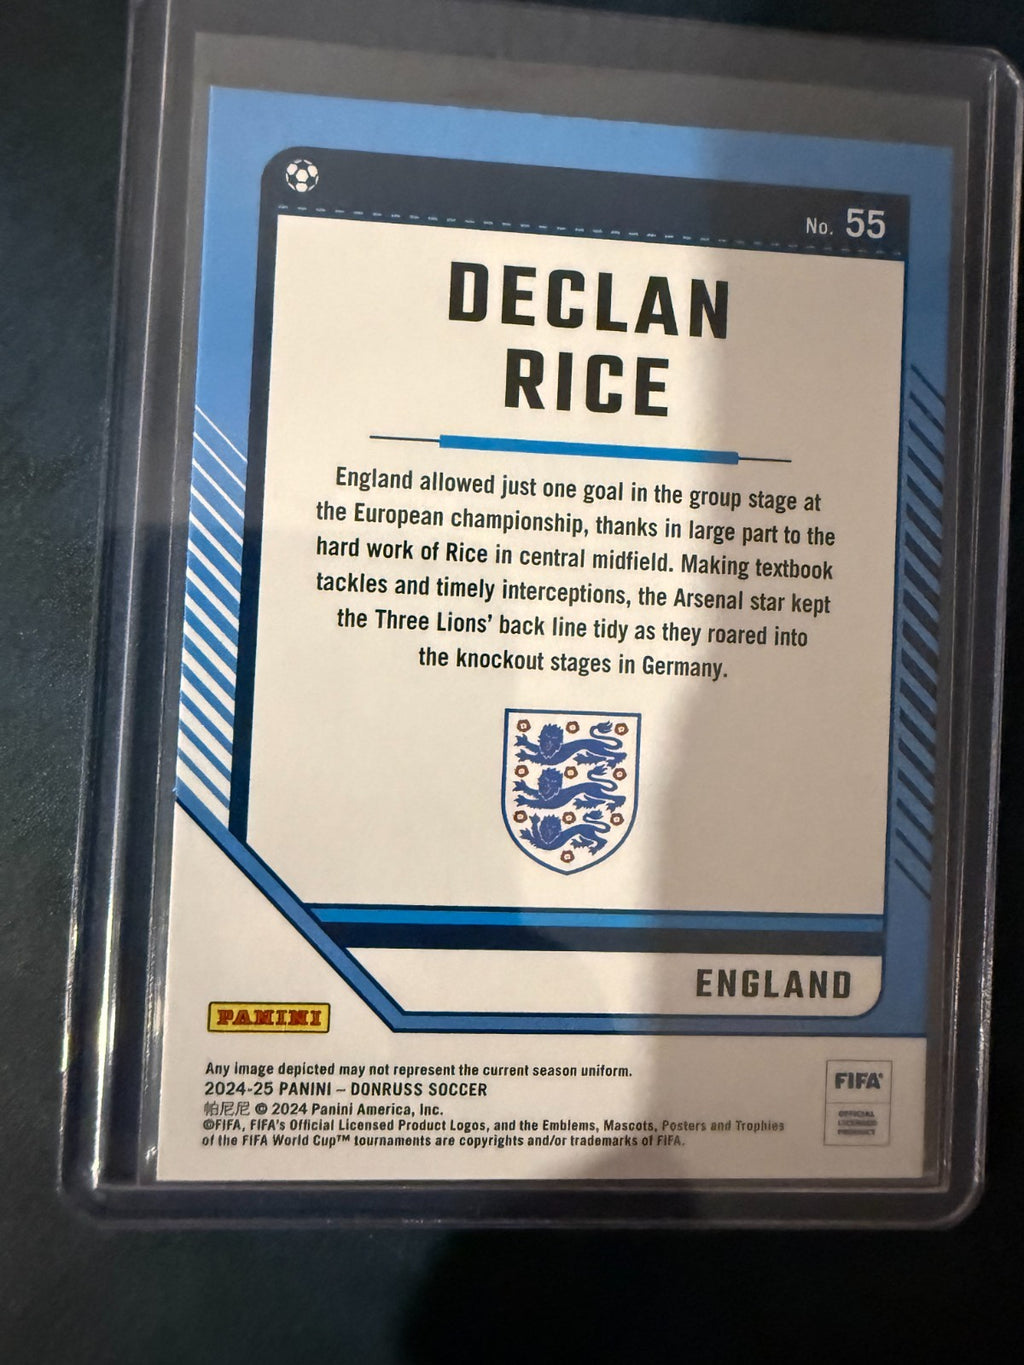 No. 55
DECLAN
RICE
England allowed just one goal in the group stage at
the European championship, thanks in large part to the
hard work of Rice in central midfield. Making textbook
tackles and timely interceptions, the Arsenal star kept
the Three Lions' back line tidy as they roared into
the knockout stages in Germany.
ENGLAND
PANINI
Any image depicted may not represent the current season uniform.
2024-25 PANINI – DONRUSS SOCCER
帕尼尼 © 2024 Panini America, Inc.
©FIFA, FIFA's Official Licensed Product Logos, and the Emblems, Mascots, Posters and Trophies
of the FIFA World Cup™ tournaments are copyrights and/or trademarks of FIFA.
FIFA®
OFFICIAL
LICENSED
PRODUCT